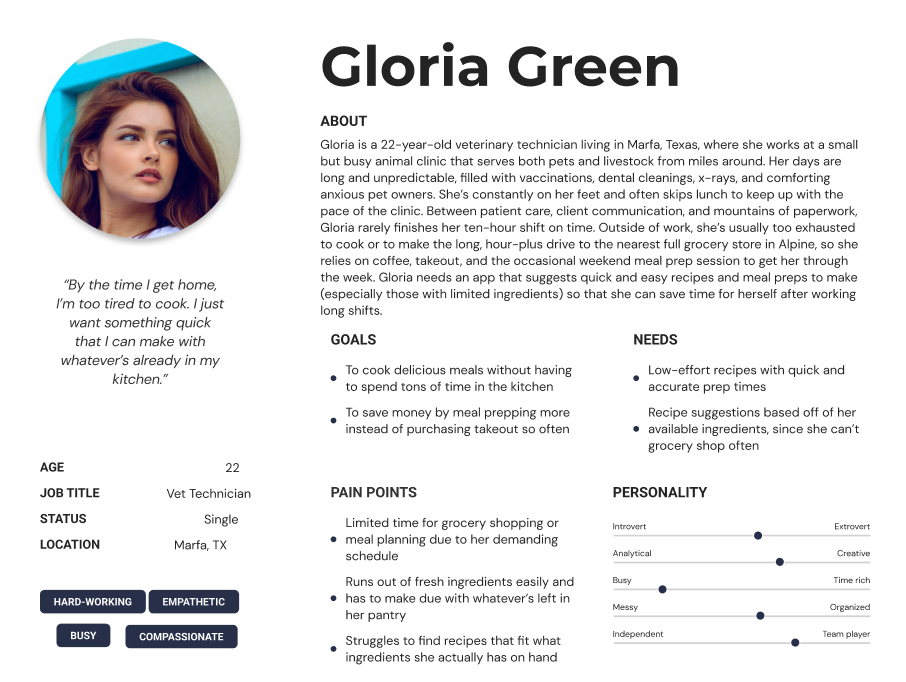 Gloria Green
ABOUT
Gloria is a 22-year-old veterinary technician living in Marfa, Texas, where she works at a small
but busy animal clinic that serves both pets and livestock from miles around. Her days are
long and unpredictable, filled with vaccinations, dental cleanings, x-rays, and comforting
anxious pet owners. She’s constantly on her feet and often skips lunch to keep up with the
pace of the clinic. Between patient care, client communication, and mountains of paperwork,
Gloria rarely finishes her ten-hour shift on time. Outside of work, she’s usually too exhausted
to cook or to make the long, hour-plus drive to the nearest full grocery store in Alpine, so she
relies on coffee, takeout, and the occasional weekend meal prep session to get her through
the week. Gloria needs an app that suggests quick and easy recipes and meal preps to make
(especially those with limited ingredients) so that she can save time for herself after working
long shifts.
“By the time I get home,
I’m too tired to cook. I just
want something quick
that I can make with
whatever’s already in my
kitchen.”
AGE 22
JOB TITLE Vet Technician
STATUS Single
LOCATION Marfa, TX
HARD-WORKING EMPATHETIC
BUSY COMPASSIONATE
GOALS
To cook delicious meals without having
to spend tons of time in the kitchen
To save money by meal prepping more
instead of purchasing takeout so often
NEEDS
Low-effort recipes with quick and
accurate prep times
Recipe suggestions based off of her
available ingredients, since she can’t
grocery shop often
PAIN POINTS
Limited time for grocery shopping or
meal planning due to her demanding
schedule
Runs out of fresh ingredients easily and
has to make due with whatever’s left in
her pantry
Struggles to find recipes that fit what
ingredients she actually has on hand
PERSONALITY
Introvert Extrovert
Analytical Creative
Busy Time rich
Messy Organized
Independent Team player